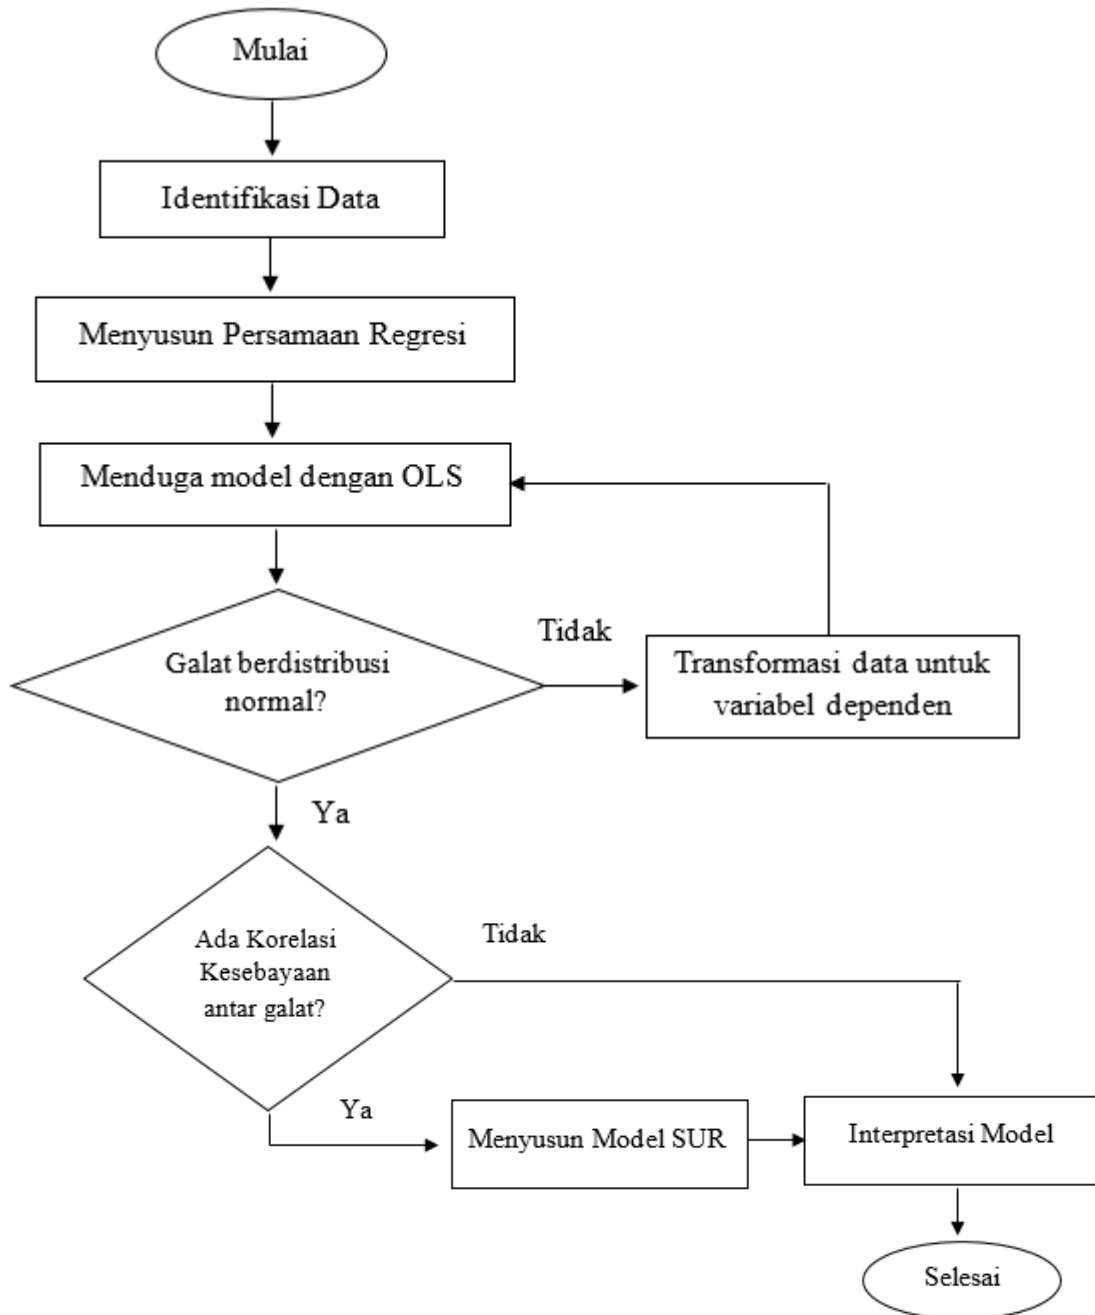 Mulai
Identifikasi Data
Menyusun Persamaan Regresi
Menduga model dengan OLS
Galat berdistribusi
normal?
Tidak
Transformasi data untuk
variabel dependen
Ya
Ada Korelasi
Kesebayaan
antar galat?
Tidak
Ya
Menyusun Model SUR
Interpretasi Model
Selesai